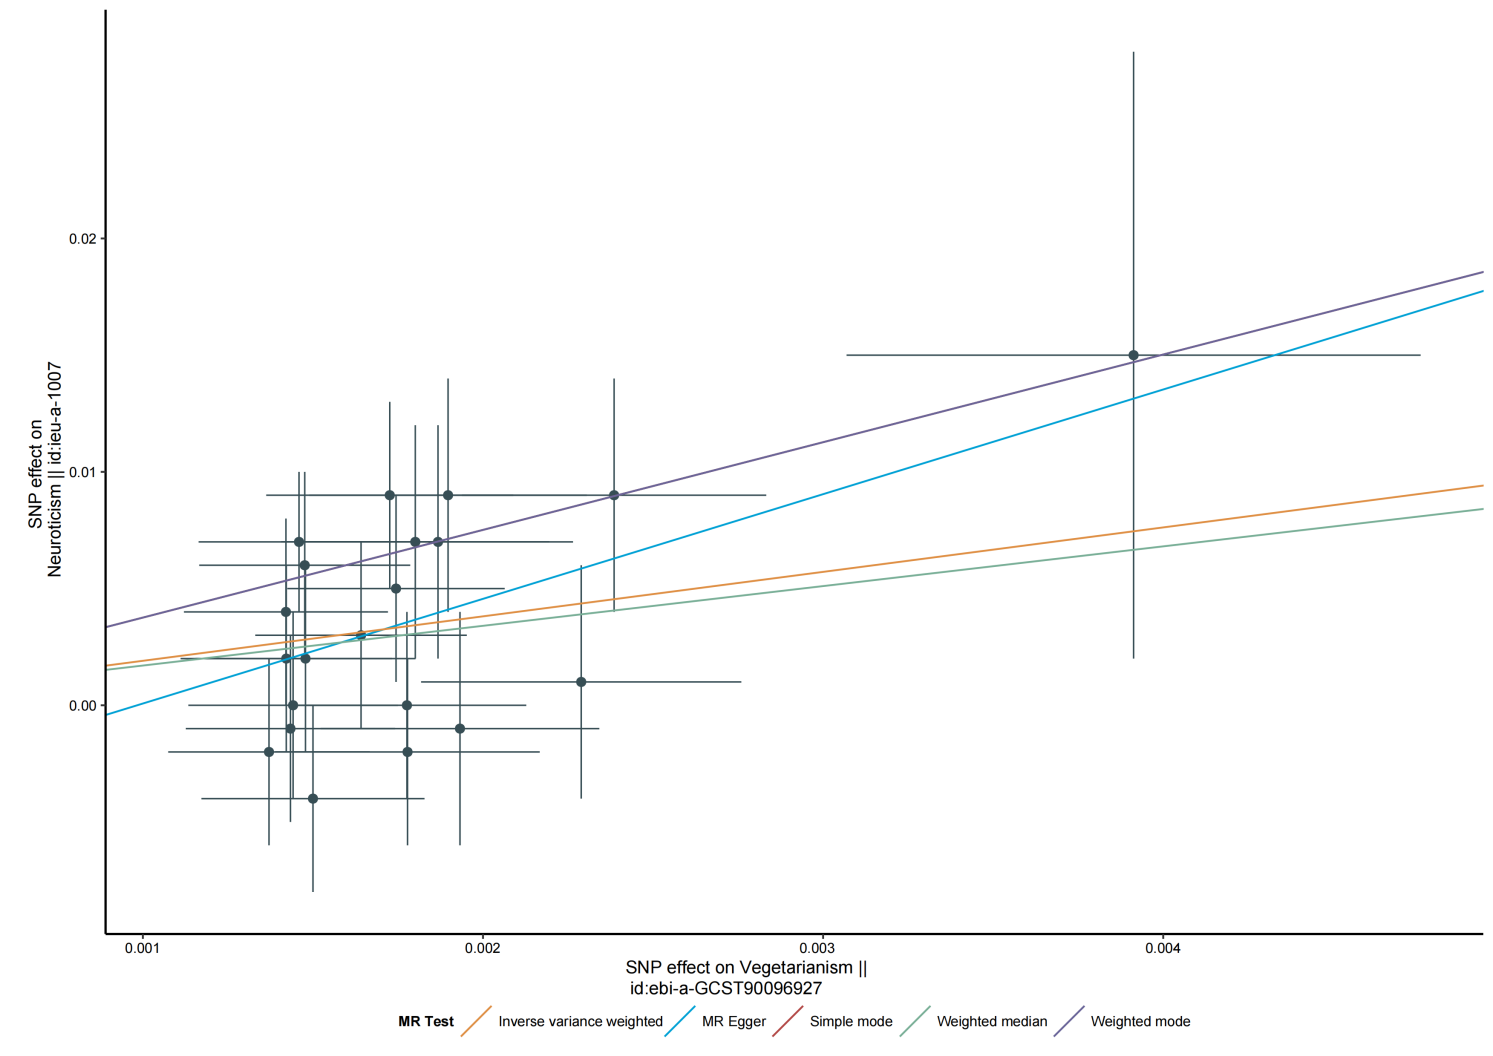 SNP effect on
Neuroticism || id:ieu-a-1007
0.02
0.01
0.00
0.001 0.002 0.003 0.004
SNP effect on Vegetarianism ||
id:ebi-a-GCST90096927
MR Test Inverse variance weighted MR Egger Simple mode Weighted median Weighted mode